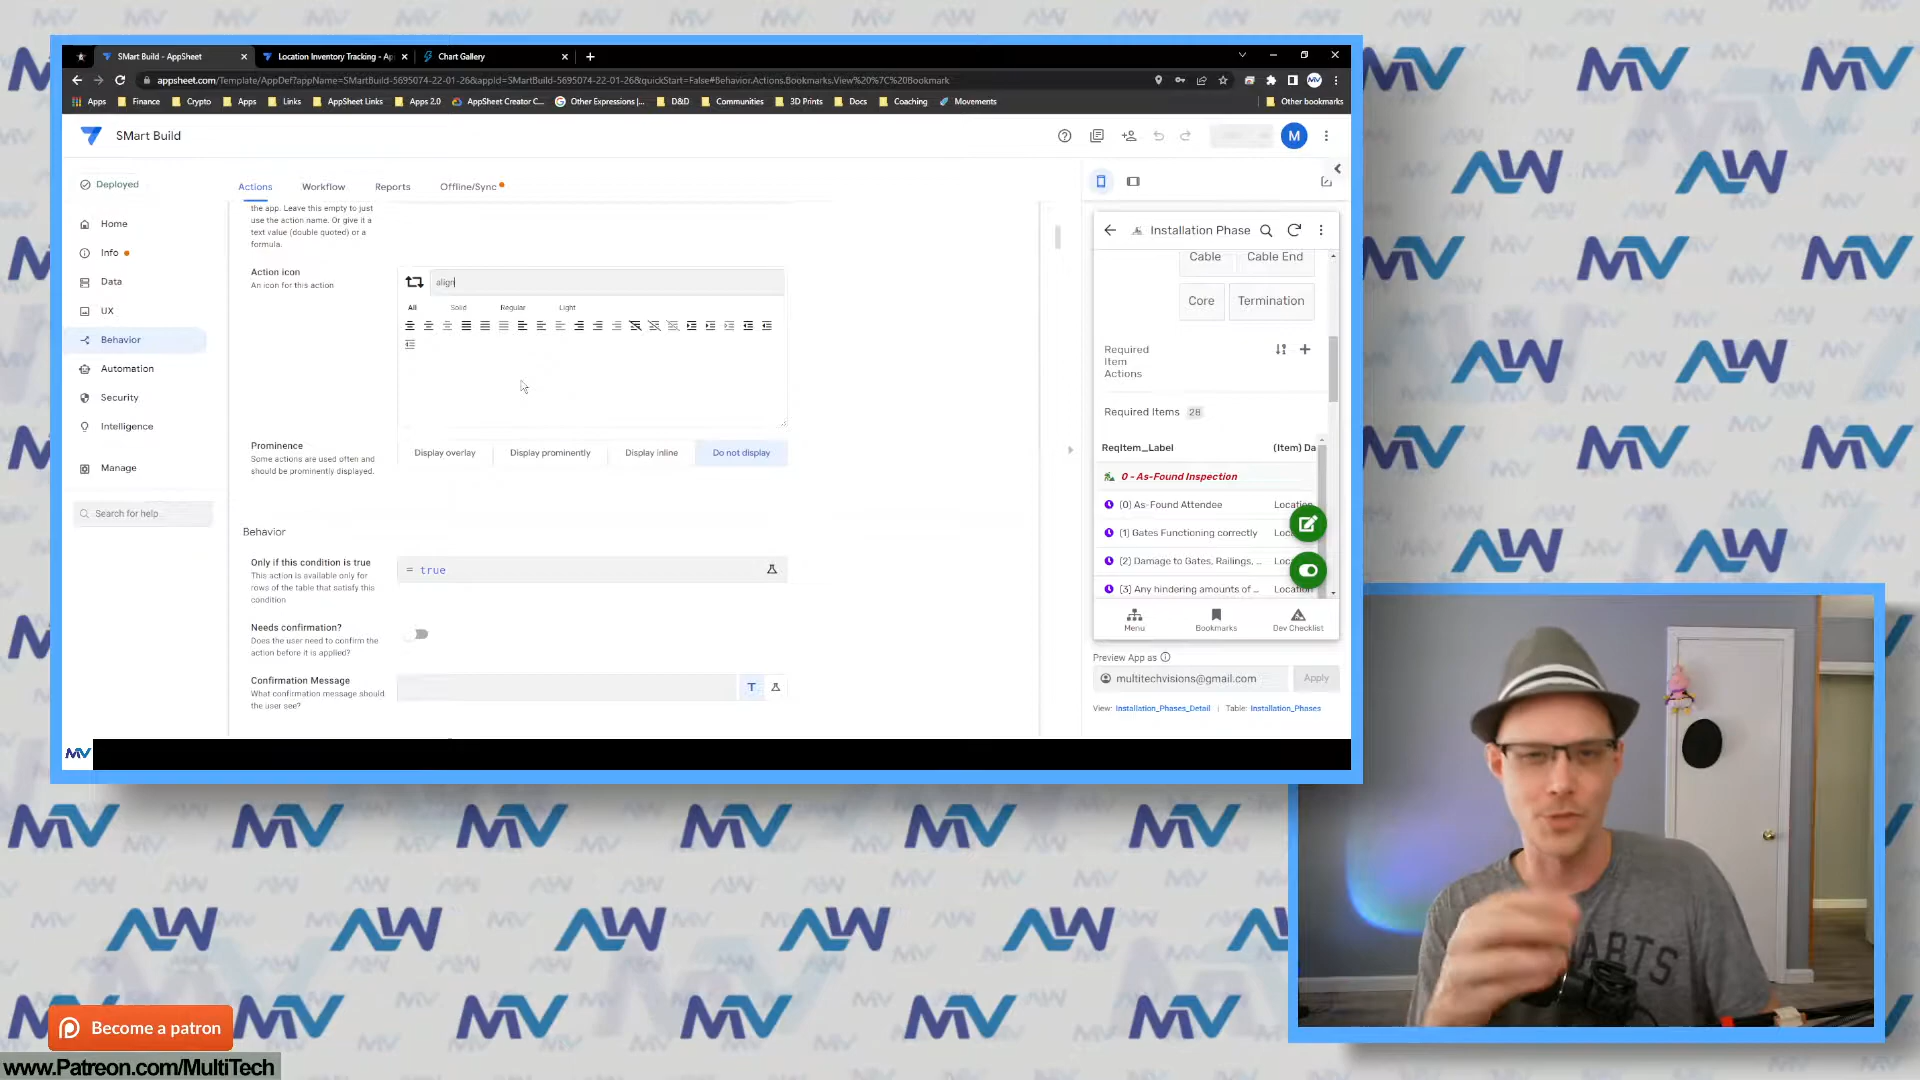 SMart Build - AppSheet
Location Inventory Tracking - Ap
Chart Gallery
appsheet.com/Template/AppDef?appName=SMartBuild-5695074-22-01-26&appId=SMartBuild-5695074-22-01-26&quickStart=False#Behavior.Actions.Bookmarks.View%20%7C%20Bookmark
Apps Finance Crypto Apps Links AppSheet Links Apps 2.0 AppSheet Creator C... Other Expressions |... D&D Communities 3D Prints Docs Coaching Movements Other bookmarks
SMart Build
M
Deployed
Home
Info
Data
UX
Behavior
Automation
Security
Intelligence
Manage
Search for help
Actions Workflow Reports Offline/Sync
the app. Leave this empty to just
use the action name. Or give it a
text value (double quoted) or a
formula.
Action icon
An icon for this action
align
All Solid Regular Light
Prominence
Some actions are used often and
should be prominently displayed.
Display overlay Display prominently Display inline Do not display
Behavior
Only if this condition is true
This action is available only for
rows of the table that satisfy this
condition
= true
Needs confirmation?
Does the user need to confirm the
action before it is applied?
Confirmation Message
What confirmation message should
the user see?
T
Installation Phase
Cable Cable End
Core Termination
Required
Item
Actions
Required Items 28
ReqItem_Label (Item) Da
0 - As-Found Inspection
(0) As-Found Attendee Location
(1) Gates Functioning correctly Loc
(2) Damage to Gates, Railings, ...
(3) Any hindering amounts of ... Location
Menu Bookmarks Dev Checklist
Preview App as
multitechvisions@gmail.com Apply
View: Installation_Phases_Detail | Table: Installation_Phases
MV
Become a patron
www.Patreon.com/MultiTech